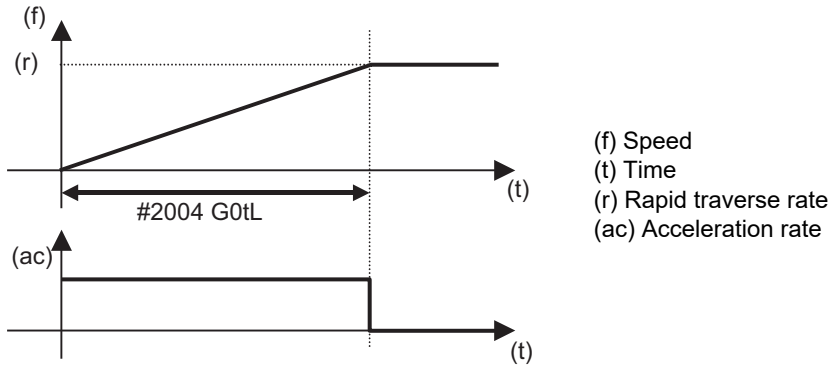 (f)
(r)
(t)
#2004 G0tL
(ac)
(t)
(f) Speed
(t) Time
(r) Rapid traverse rate
(ac) Acceleration rate